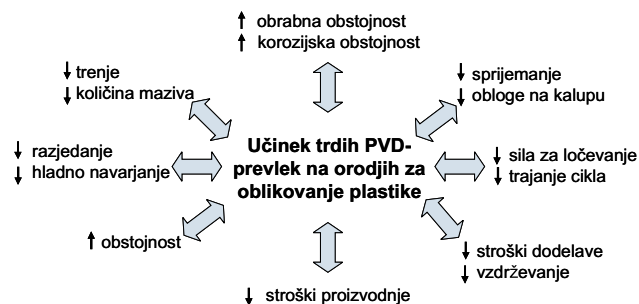 ↑ obrabna obstojnost
↑ korozijska obstojnost
↓ trenje
↓ količina maziva
↓ sprijemanje
↓ obloge na kalupu
↓ razjedanje
↓ hladno navarjanje
Učinek trdih PVD-
prevlek na orodjih za
oblikovanje plastike
↓ sila za ločevanje
↓ trajanje cikla
↑ obstojnost
↓ stroški dodelave
↓ vzdrževanje
↓ stroški proizvodnje